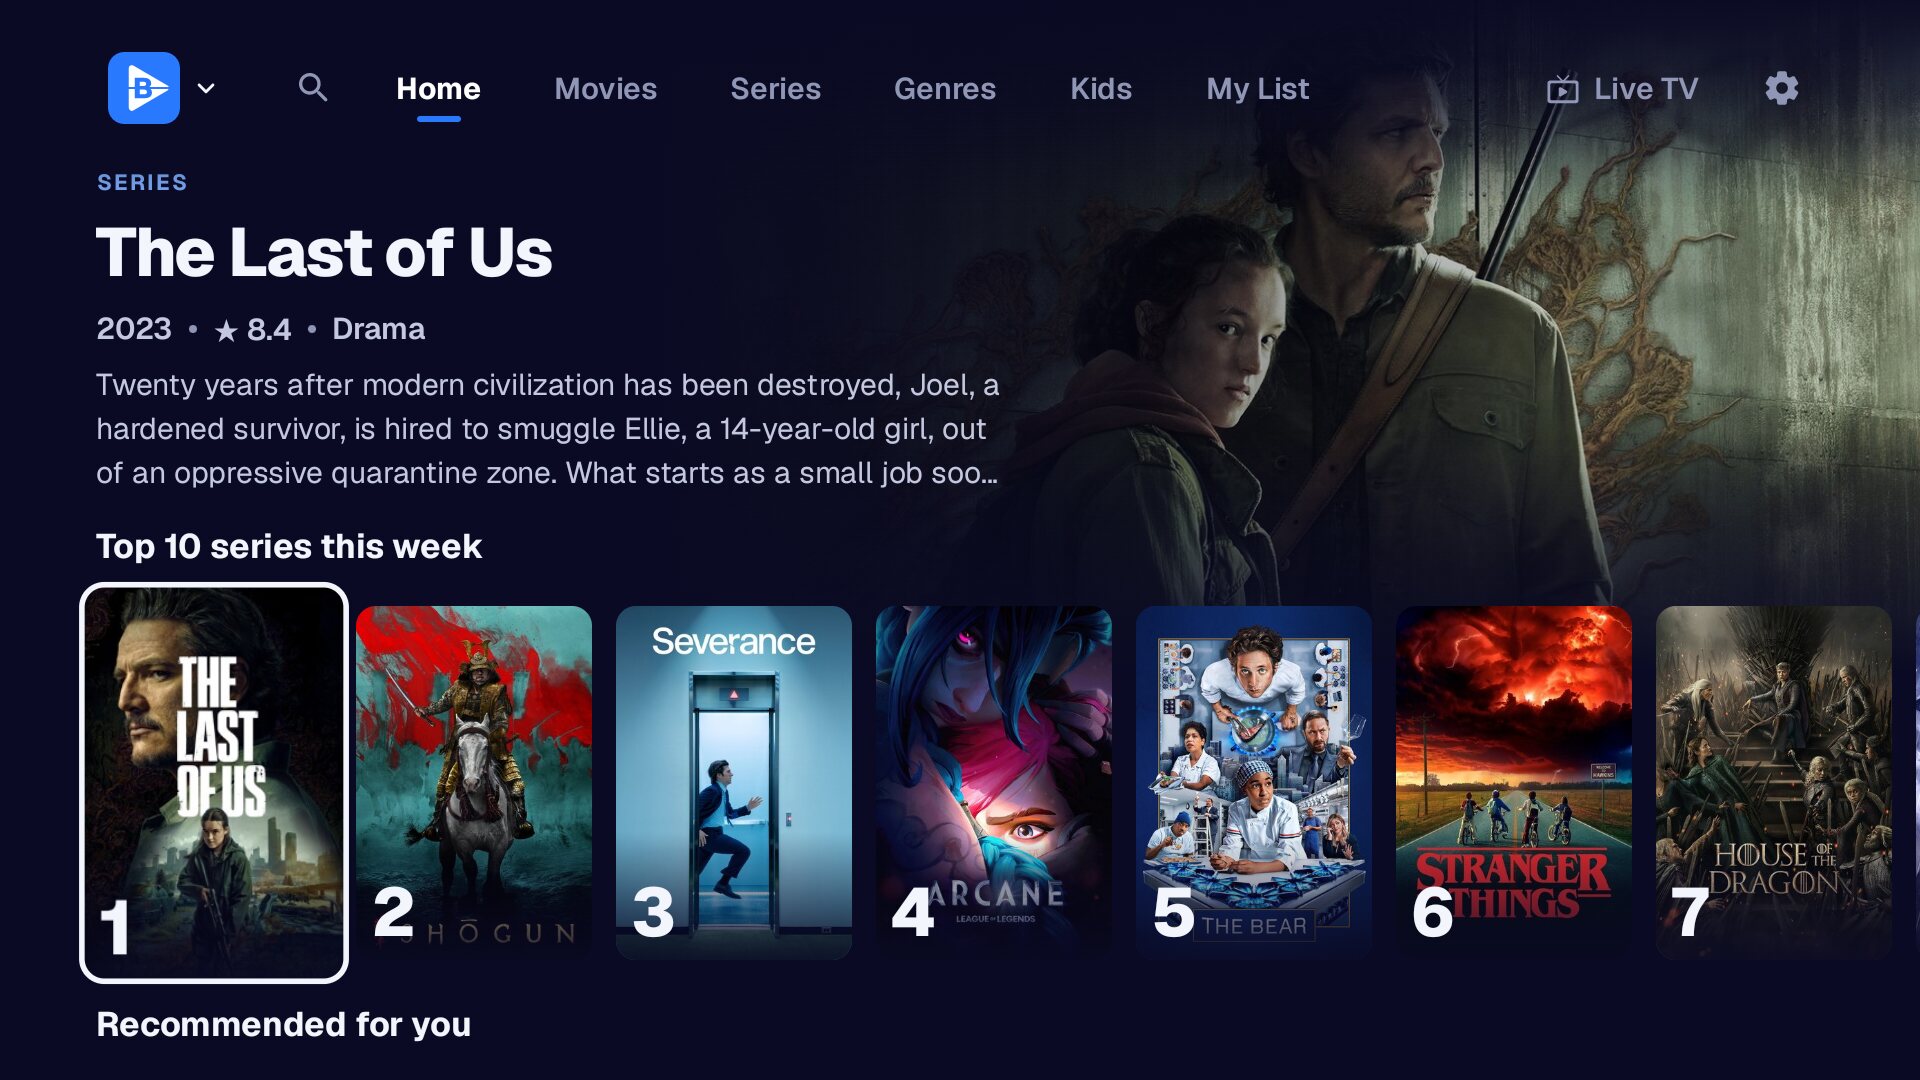 B
Home
Movies
Series
Genres
Kids
My List
Live TV
SERIES
The Last of Us
2023 • ★ 8.4 • Drama
Twenty years after modern civilization has been destroyed, Joel, a
hardened survivor, is hired to smuggle Ellie, a 14-year-old girl, out
of an oppressive quarantine zone. What starts as a small job soo...
Top 10 series this week
THE
LAST
OF US
1
SHŌGUN
2
Severance
3
ARCANE
LEAGUE OF LEGENDS
4
THE BEAR
5
WELCOME
HAWKINS
STRANGER
THINGS
6
HOUSE OF THE
DRAGON
7
Recommended for you